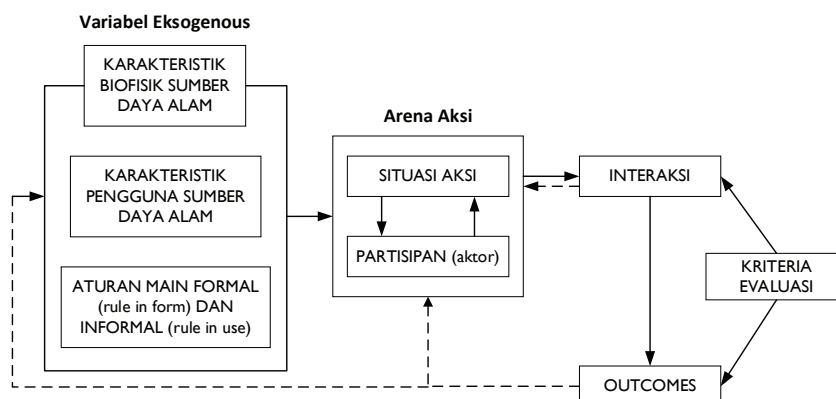 Variabel Eksogenous
KARAKTERISTIK
BIOFISIK SUMBER
DAYA ALAM
KARAKTERISTIK
PENGGUNA SUMBER
DAYA ALAM
ATURAN MAIN FORMAL
(rule in form) DAN
INFORMAL (rule in use)
Arena Aksi
SITUASI AKSI
PARTISIPAN (aktor)
INTERAKSI
KRITERIA
EVALUASI
OUTCOMES